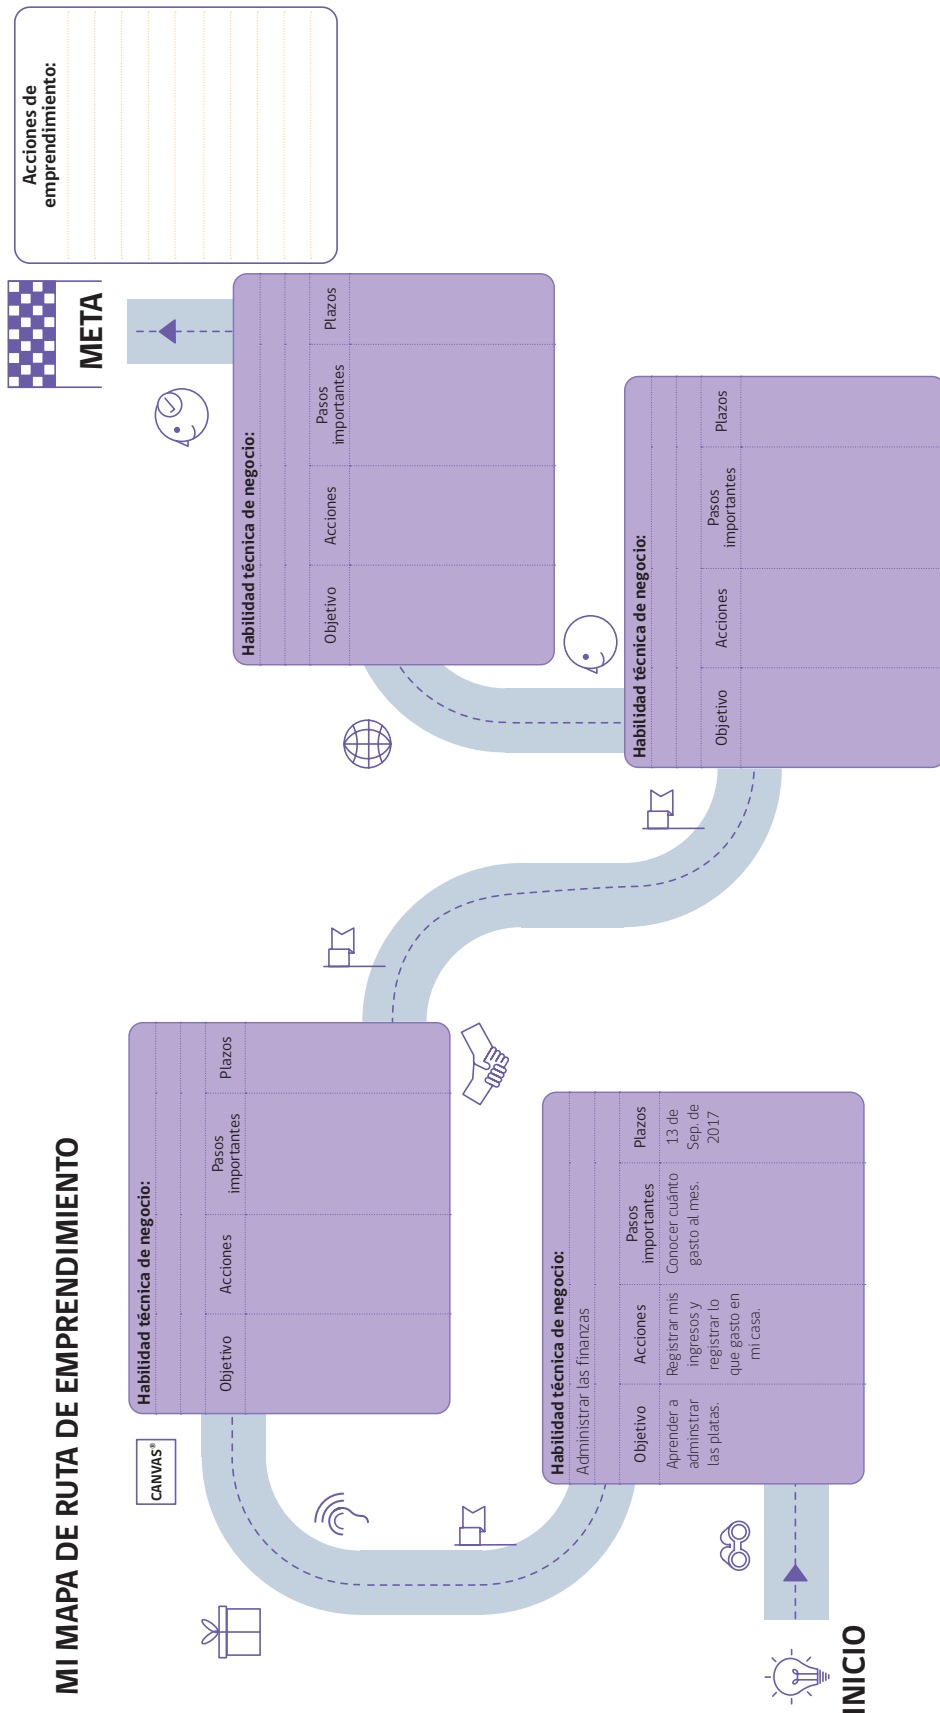 MI MAPA DE RUTA DE EMPRENDIMIENTO
INICIO
Habilidad técnica de negocio:
Administrar las finanzas
Objetivo
Acciones
Pasos
importantes
Plazos
Aprender a
adminstrar
las platas.
Registrar mis
ingresos y
registrar lo
que gasto en
mi casa.
Conocer cuánto
gasto al mes.
13 de
Sep. de
2017
CANVAS®
Habilidad técnica de negocio:
Objetivo
Acciones
Pasos
importantes
Plazos
Habilidad técnica de negocio:
Objetivo
Acciones
Pasos
importantes
Plazos
Habilidad técnica de negocio:
Objetivo
Acciones
Pasos
importantes
Plazos
META
Acciones de
emprendimiento: